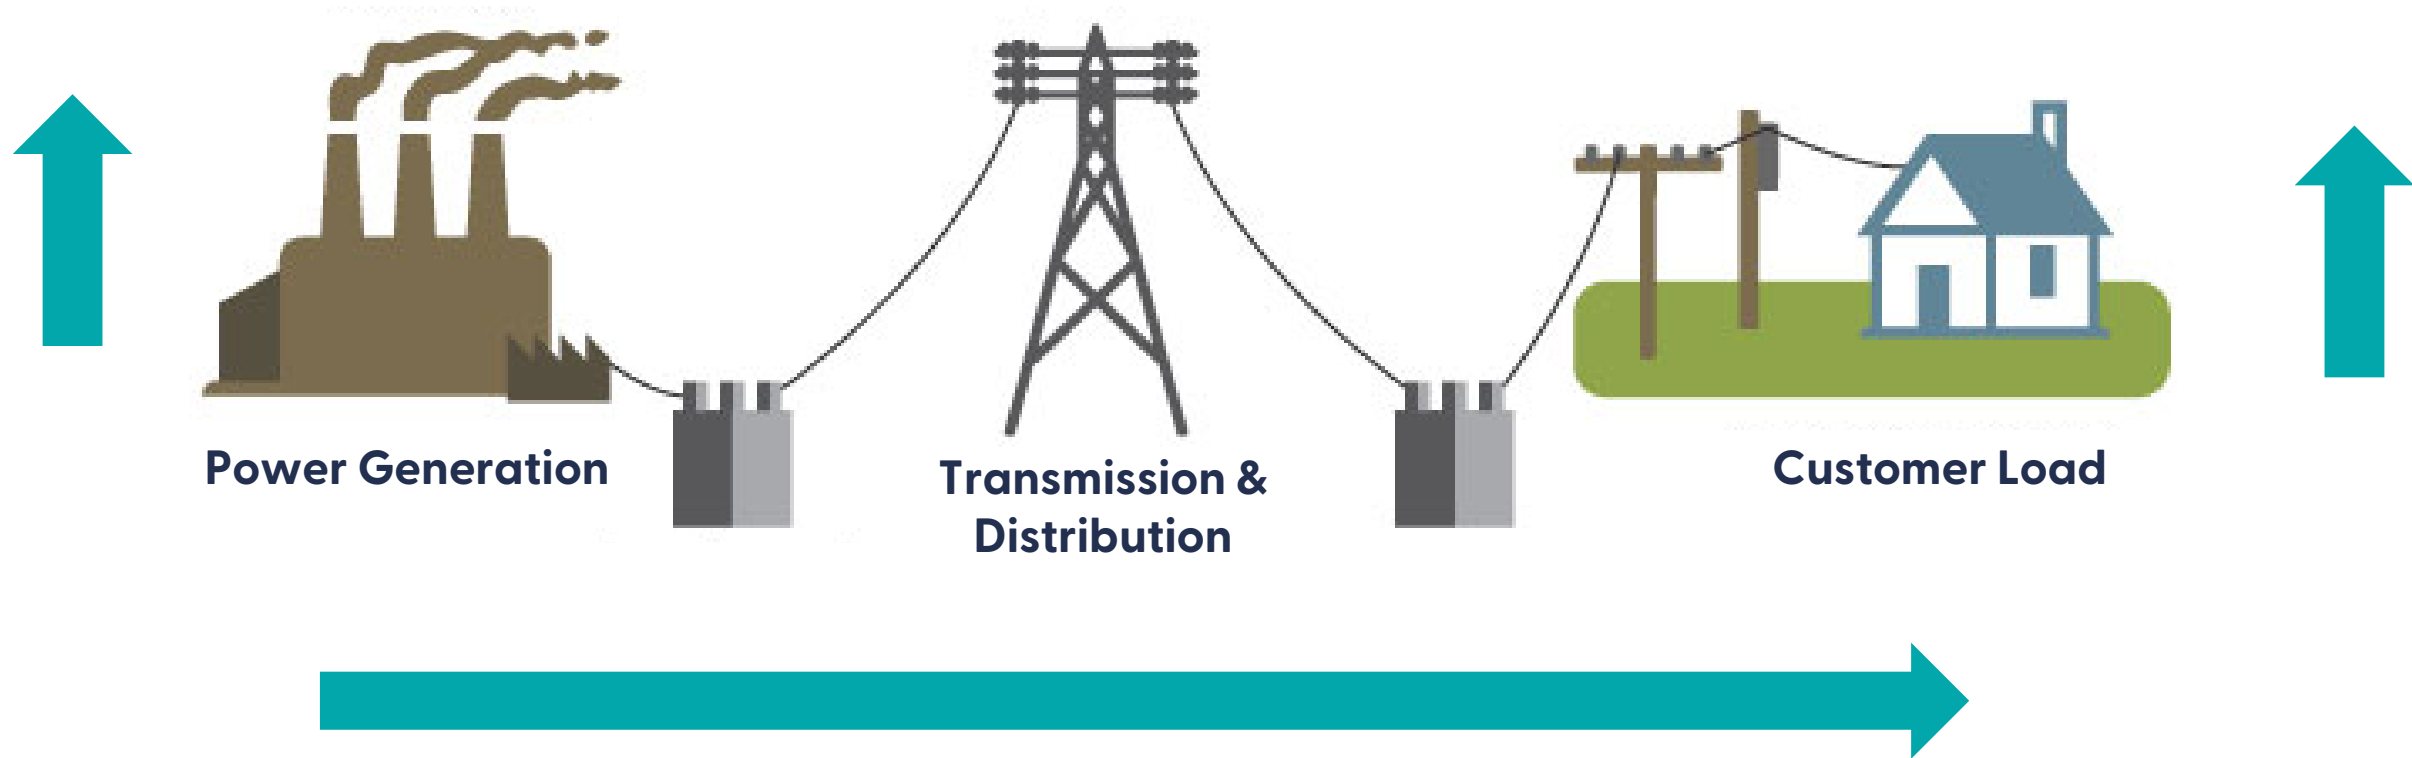 Power Generation
Transmission &
Distribution
Customer Load